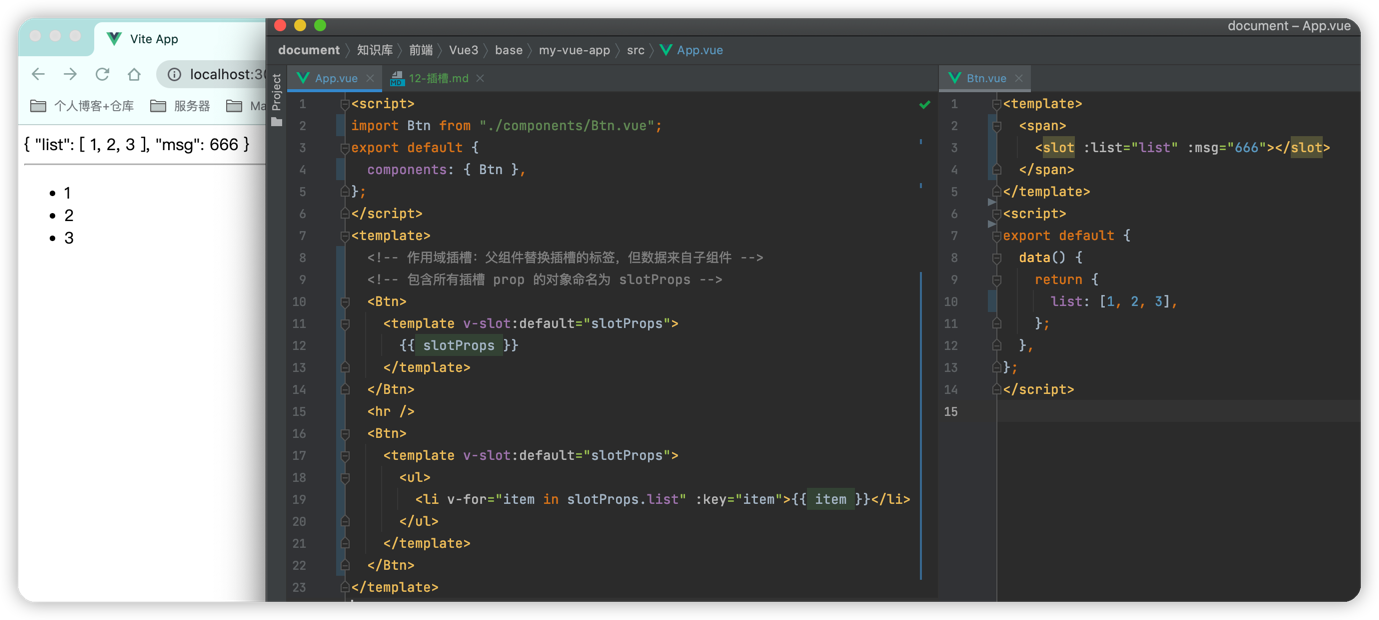 Vite App
localhost:30
个人博客+仓库 服务器 Ma
{ "list": [ 1, 2, 3 ], "msg": 666 }
1
2
3
document – App.vue
document 知识库 前端 Vue3 base my-vue-app src App.vue
Project
App.vue 12-插槽.md
1 <script>
2 import Btn from "./components/Btn.vue";
3 export default {
4 components: { Btn },
5 };
6 </script>
7 <template>
8 <!-- 作用域插槽：父组件替换插槽的标签，但数据来自子组件 -->
9 <!-- 包含所有插槽 prop 的对象命名为 slotProps -->
10 <Btn>
11 <template v-slot:default="slotProps">
12 {{ slotProps }}
13 </template>
14 </Btn>
15 <hr />
16 <Btn>
17 <template v-slot:default="slotProps">
18 <ul>
19 <li v-for="item in slotProps.list" :key="item">{{ item }}</li>
20 </ul>
21 </template>
22 </Btn>
23 </template>
Btn.vue
1 <template>
2 <span>
3 <slot :list="list" :msg="666"></slot>
4 </span>
5 </template>
6 <script>
7 export default {
8 data() {
9 return {
10 list: [1, 2, 3],
11 };
12 },
13 };
14 </script>
15